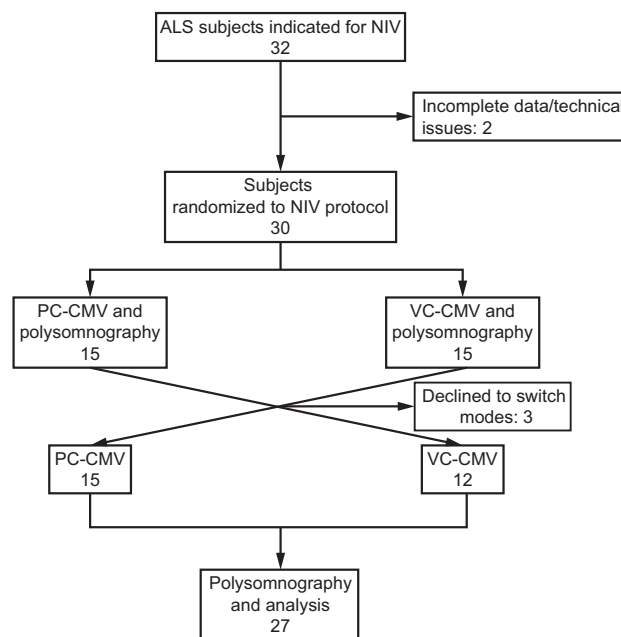 ALS subjects indicated for NIV
32
Incomplete data/technical
issues: 2
Subjects
randomized to NIV protocol
30
PC-CMV and
polysomnography
15
VC-CMV and
polysomnography
15
Declined to switch
modes: 3
PC-CMV
15
VC-CMV
12
Polysomnography
and analysis
27